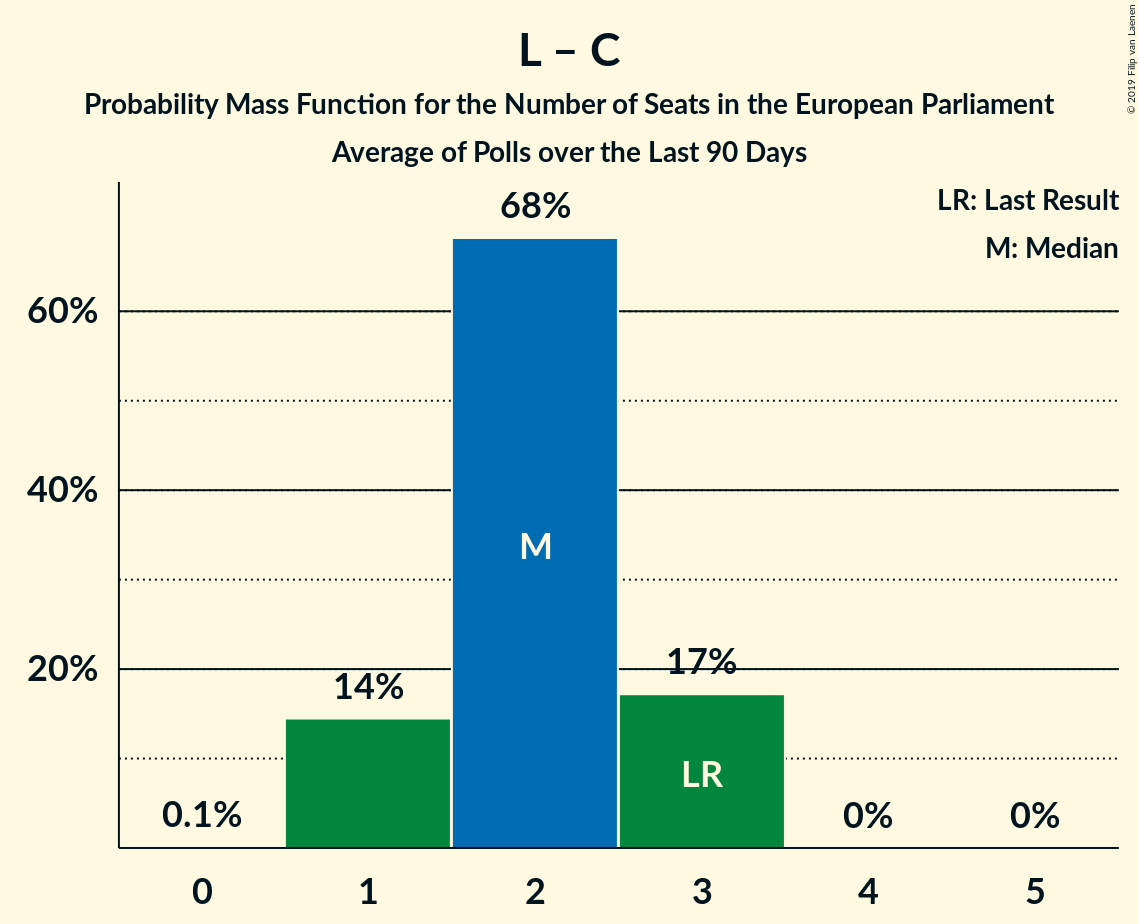 L – C
Probability Mass Function for the Number of Seats in the European Parliament
Average of Polls over the Last 90 Days
© 2019 Filip van Laenen
LR: Last Result
M: Median
68%
60%
40%
M
20%
17%
14%
LR
0.1%
0%
0%
0 1 2 3 4 5